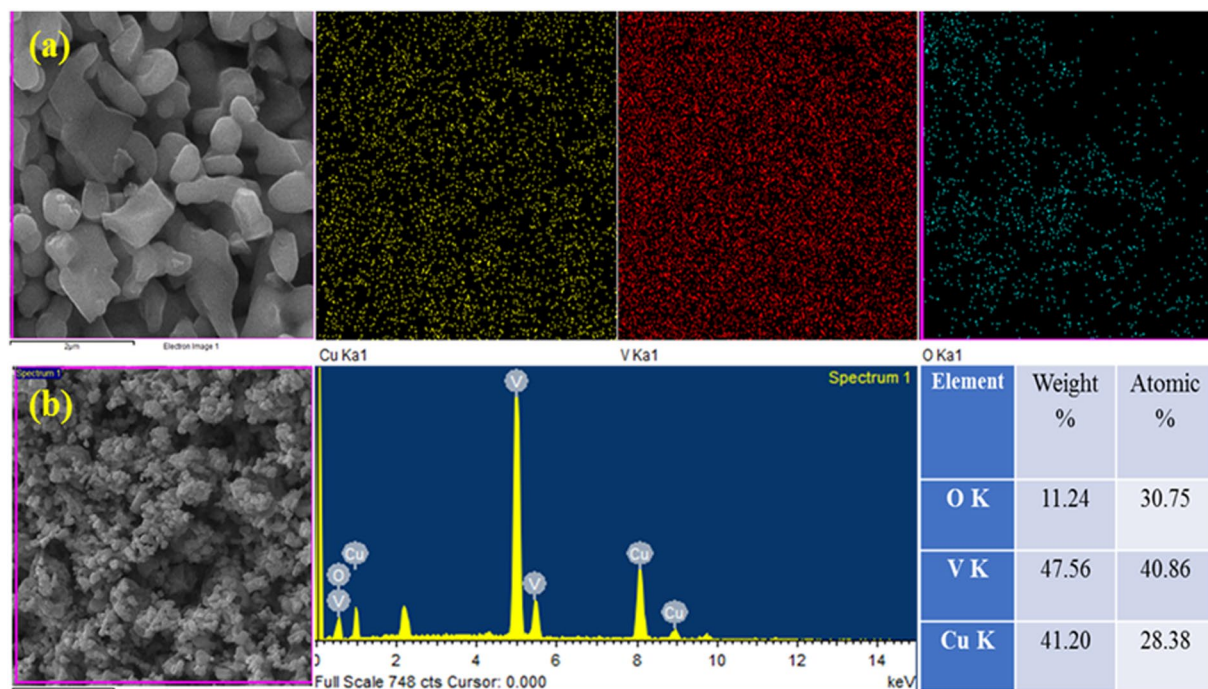 (a)
2µm
Electron Image 1
Cu Ka1
V Ka1
O Ka1
Spectrum 1
(b)
Spectrum 1
V
Cu
O
V
V
Cu
Cu
0 2 4 6 8 10 12 14
Full Scale 748 cts Cursor: 0.000
keV
Element Weight % Atomic %
O K 11.24 30.75
V K 47.56 40.86
Cu K 41.20 28.38